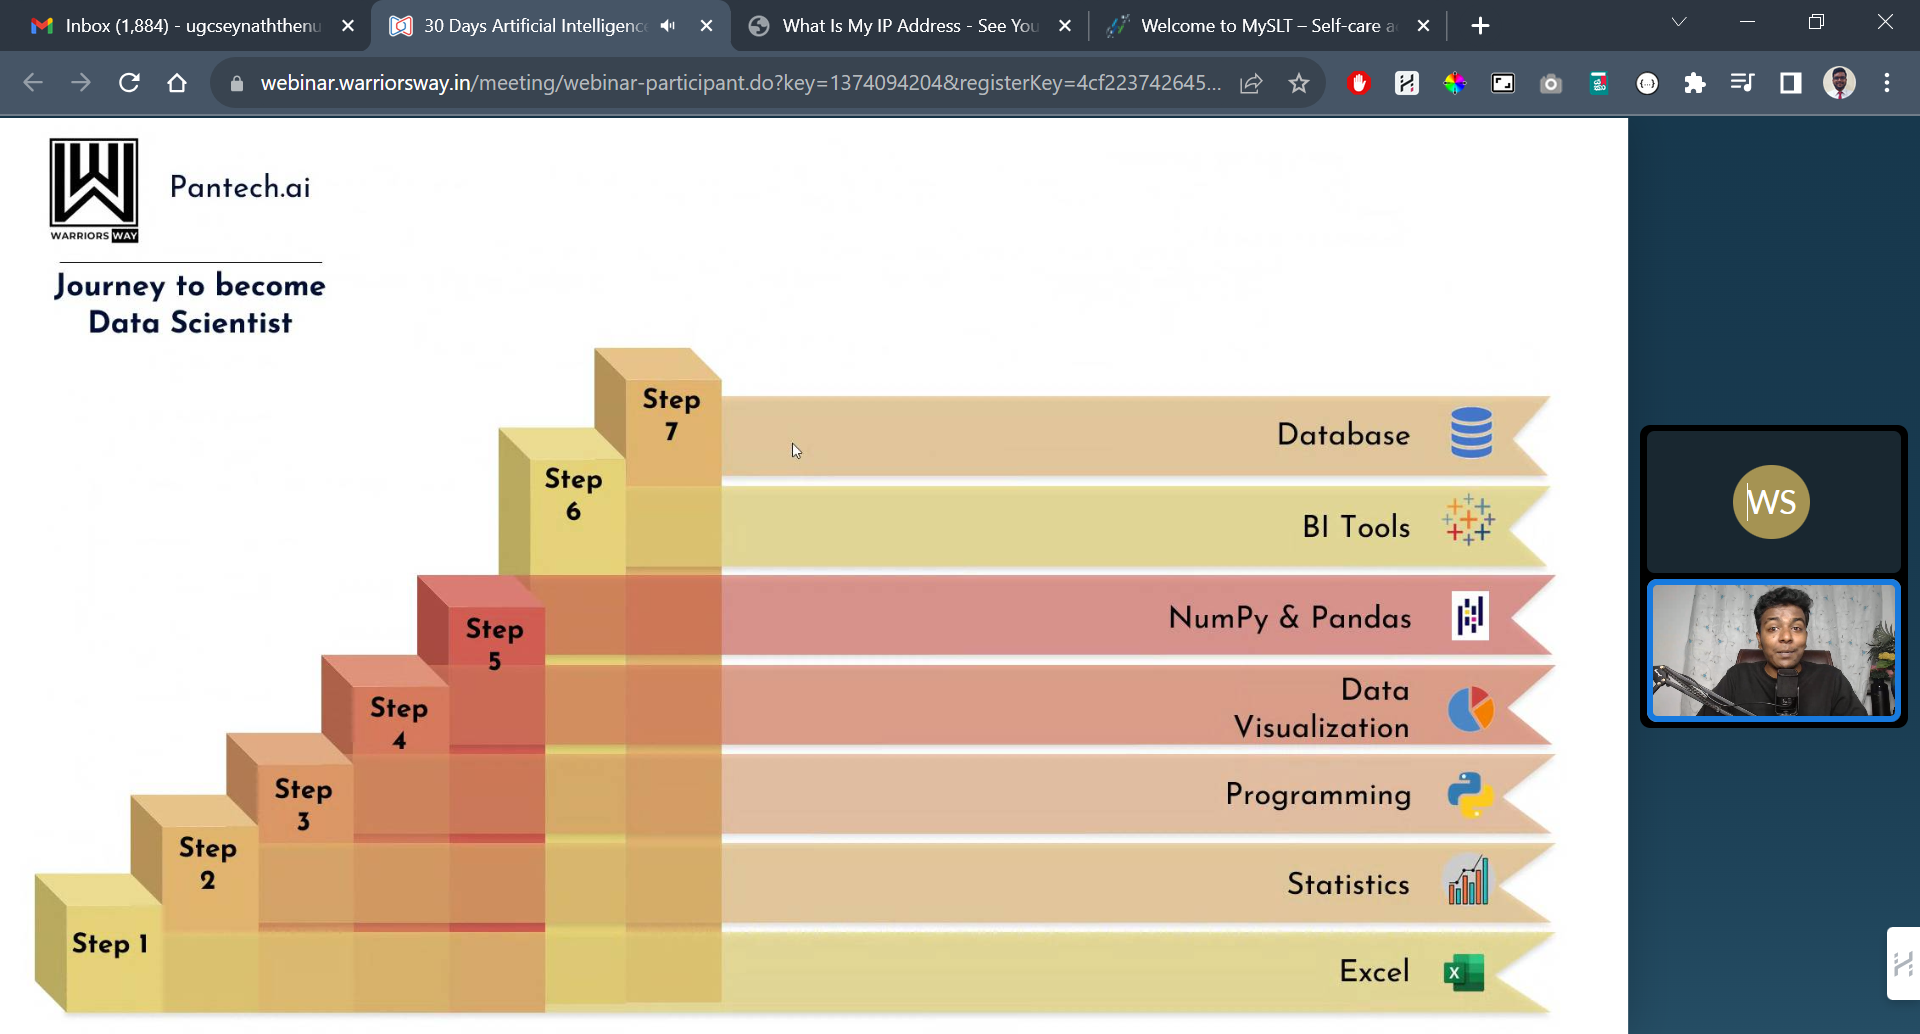 Inbox (1,884) - ugcseynaththenu
30 Days Artificial Intelligence
What Is My IP Address - See You
Welcome to MySLT – Self-care a
webinar.warriorsway.in/meeting/webinar-participant.do?key=1374094204&registerKey=4cf223742645...
WARRIORS WAY
Pantech.ai
Journey to become
Data Scientist
Step
7
Database
Step
6
BI Tools
Step
5
NumPy & Pandas
Step
4
Data
Visualization
Step
3
Programming
Step
2
Statistics
Step 1
Excel
X
WS